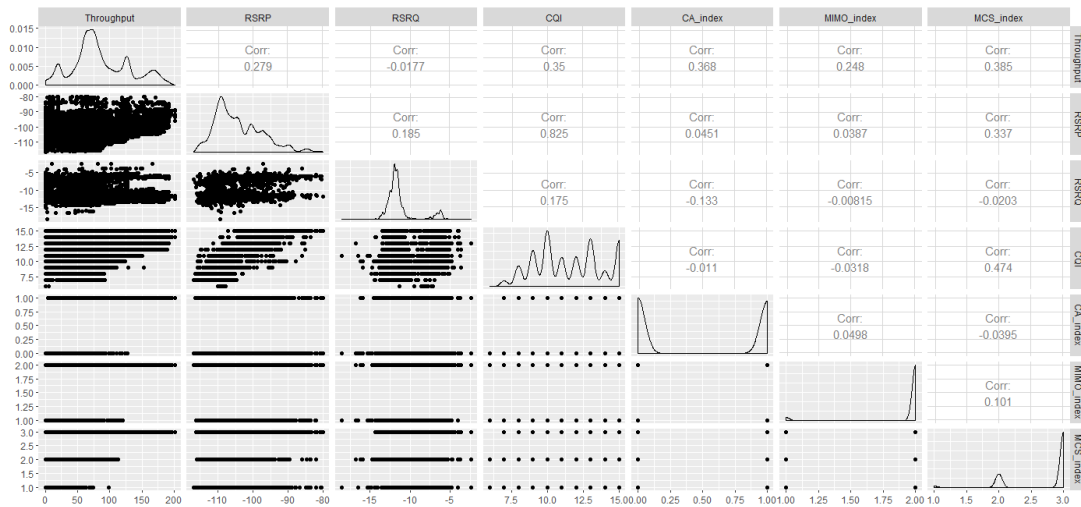 Throughput RSRP RSRQ CQI CA_index MIMO_index MCS_index
0.015
0.010
0.005
0.000
Corr:
0.279
Corr:
-0.0177
Corr:
0.35
Corr:
0.368
Corr:
0.248
Corr:
0.385
Throughput
-80
-90
-100
-110
Corr:
0.185
Corr:
0.825
Corr:
0.0451
Corr:
0.0387
Corr:
0.337
RSRP
-5
-10
-15
Corr:
0.175
Corr:
-0.133
Corr:
-0.00815
Corr:
-0.0203
RSRQ
15.0
12.5
10.0
7.5
Corr:
-0.011
Corr:
-0.0318
Corr:
0.474
CQI
1.00
0.75
0.50
0.25
0.00
Corr:
0.0498
Corr:
-0.0395
CA_index
2.00
1.75
1.50
1.25
1.00
Corr:
0.101
MIMO_index
3.0
2.5
2.0
1.5
1.0
MCS_index
0 50 100 150 200 -110 -100 -90 -80 -15 -10 -5 7.5 10.0 12.5 15.0 0.00 0.25 0.50 0.75 1.00 1.00 1.25 1.50 1.75 2.00 1.0 1.5 2.0 2.5 3.0